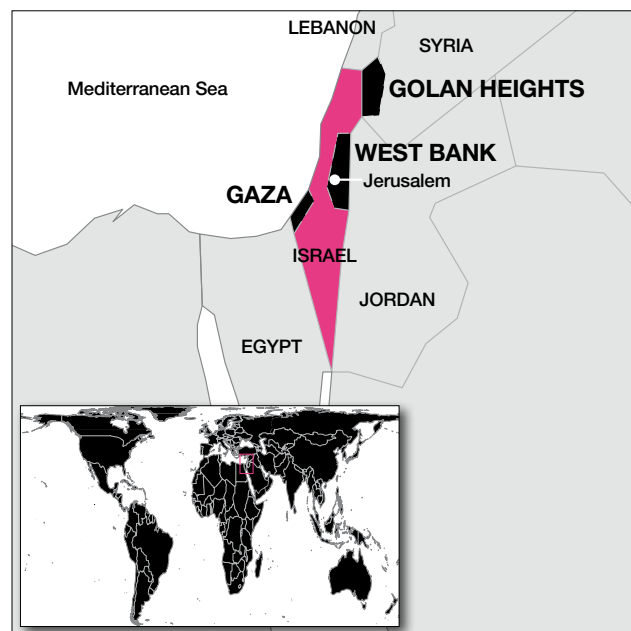 LEBANON
SYRIA
Mediterranean Sea
GOLAN HEIGHTS
WEST BANK
Jerusalem
GAZA
ISRAEL
JORDAN
EGYPT